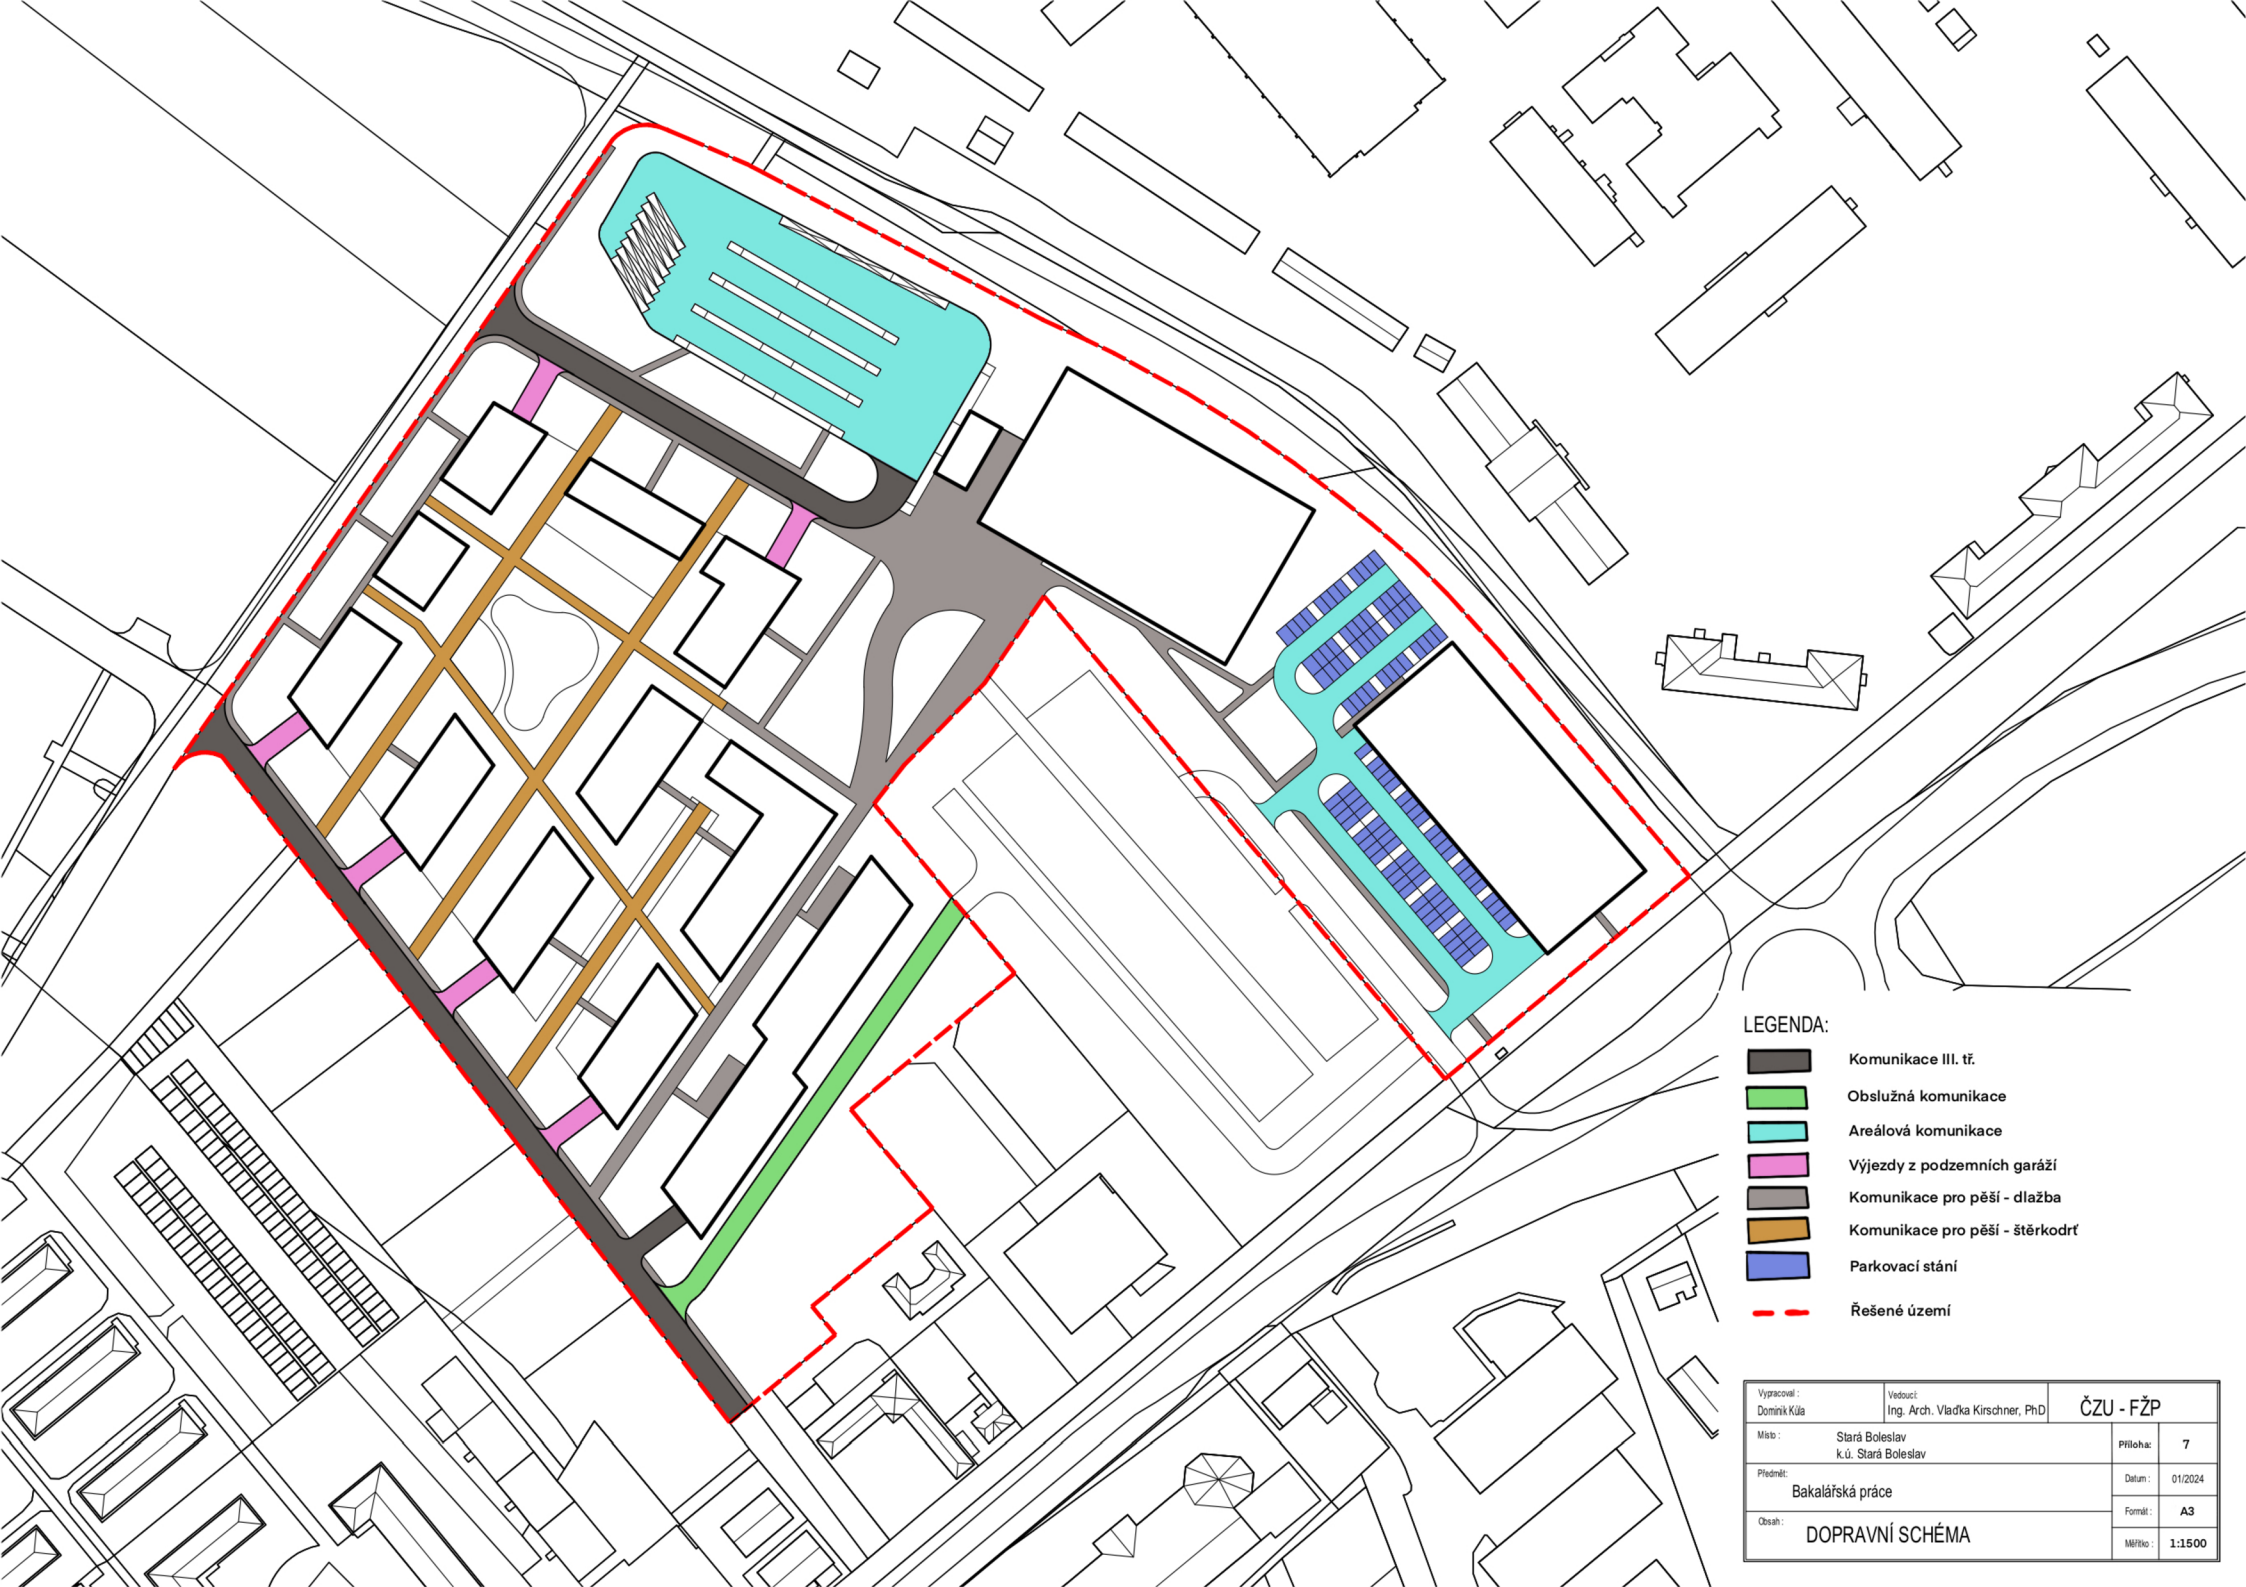 LEGENDA:
Komunikace III. tř.
Obslužná komunikace
Areálová komunikace
Výjezdy z podzemních garáží
Komunikace pro pěší - dlažba
Komunikace pro pěší - štěrkodrť
Parkovací stání
Řešené území
Vypracoval :
Dominik Kůla
Vedoucí:
Ing. Arch. Vlaďka Kirschner, PhD
ČZU - FŽP
Místo :
Stará Boleslav
k.ú. Stará Boleslav
Příloha: 7
Předmět:
Bakalářská práce
Datum : 01/2024
Formát : A3
Obsah :
DOPRAVNÍ SCHÉMA
Měřítko : 1:1500